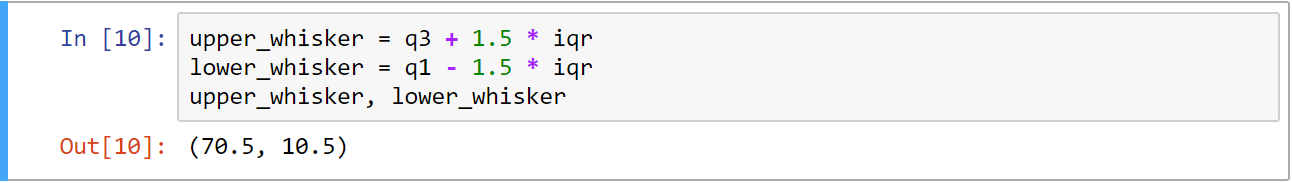 In [10]: upper_whisker = q3 + 1.5 * iqr
lower_whisker = q1 - 1.5 * iqr
upper_whisker, lower_whisker
Out[10]: (70.5, 10.5)